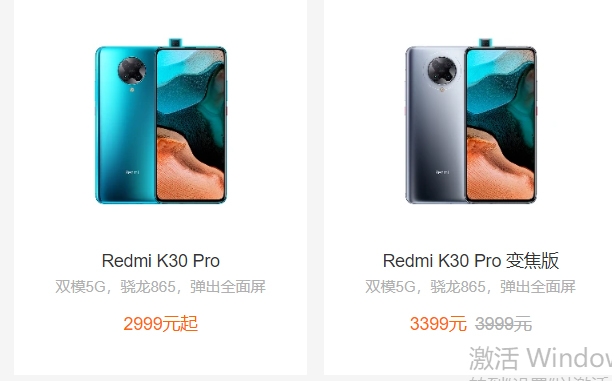 Redmi K30 Pro
双模5G，骁龙865，弹出全面屏
2999元起
Redmi K30 Pro 变焦版
双模5G，骁龙865，弹出全面屏
3399元 3999元
激活 Window